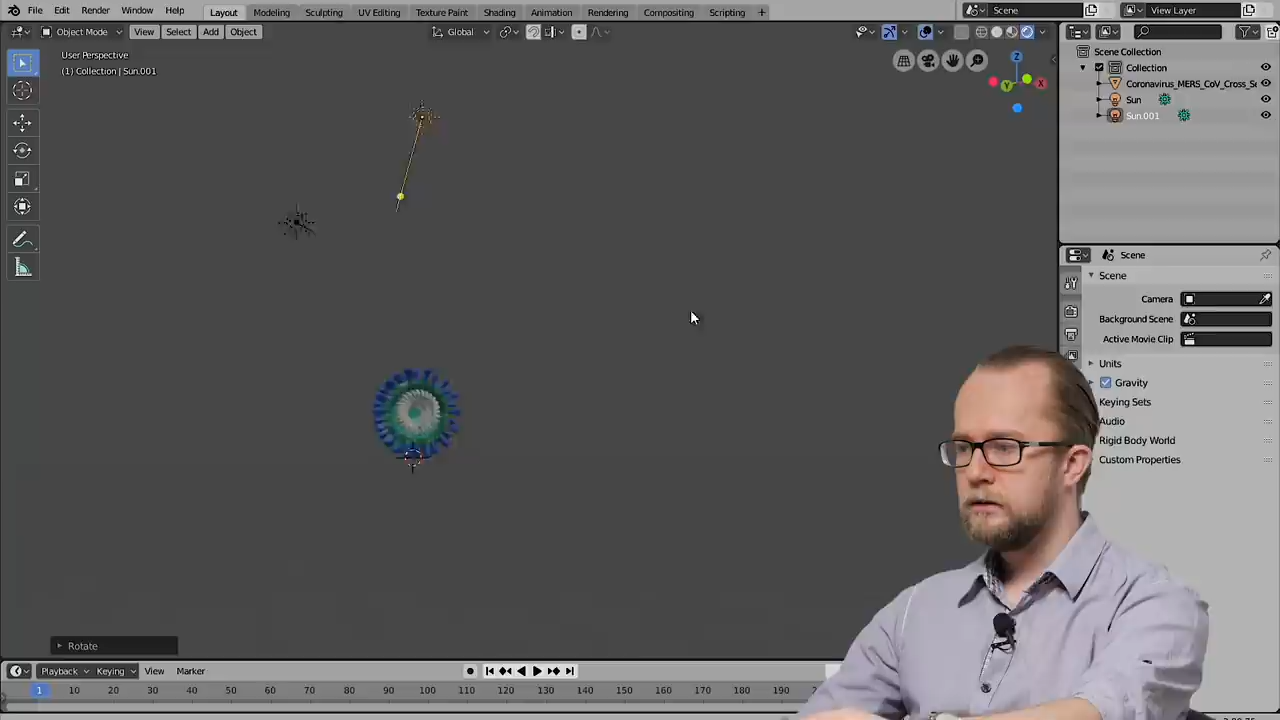 File Edit Render Window Help
Layout Modeling Sculpting UV Editing Texture Paint Shading Animation Rendering Compositing Scripting +
Scene
View Layer
Object Mode View Select Add Object
Global
User Perspective
(1) Collection | Sun.001
Z
X
Y
Scene Collection
Collection
Coronavirus_MERS_CoV_Cross_Se
Sun
Sun.001
Scene
Scene
Camera
Background Scene
Active Movie Clip
Units
Gravity
Keying Sets
Audio
Rigid Body World
Custom Properties
Rotate
Playback Keying View Marker
1 10 20 30 40 50 60 70 80 90 100 110 120 130 140 150 160 170 180 190